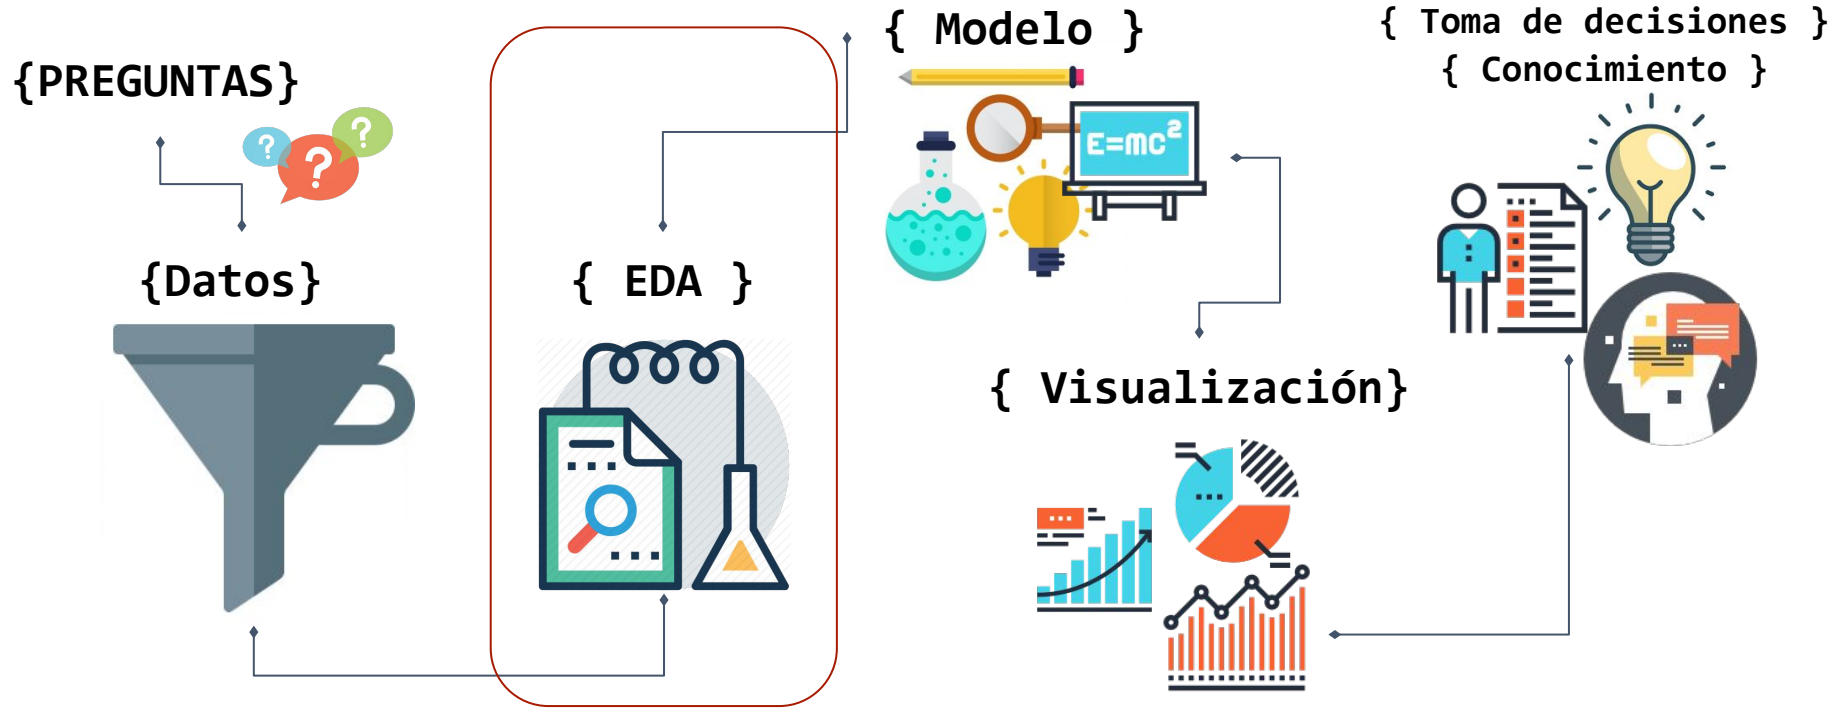 {PREGUNTAS}
? ? ?
{Datos}
{ EDA }
{ Modelo }
E=mc²
{ Visualización}
{ Toma de decisiones }
{ Conocimiento }